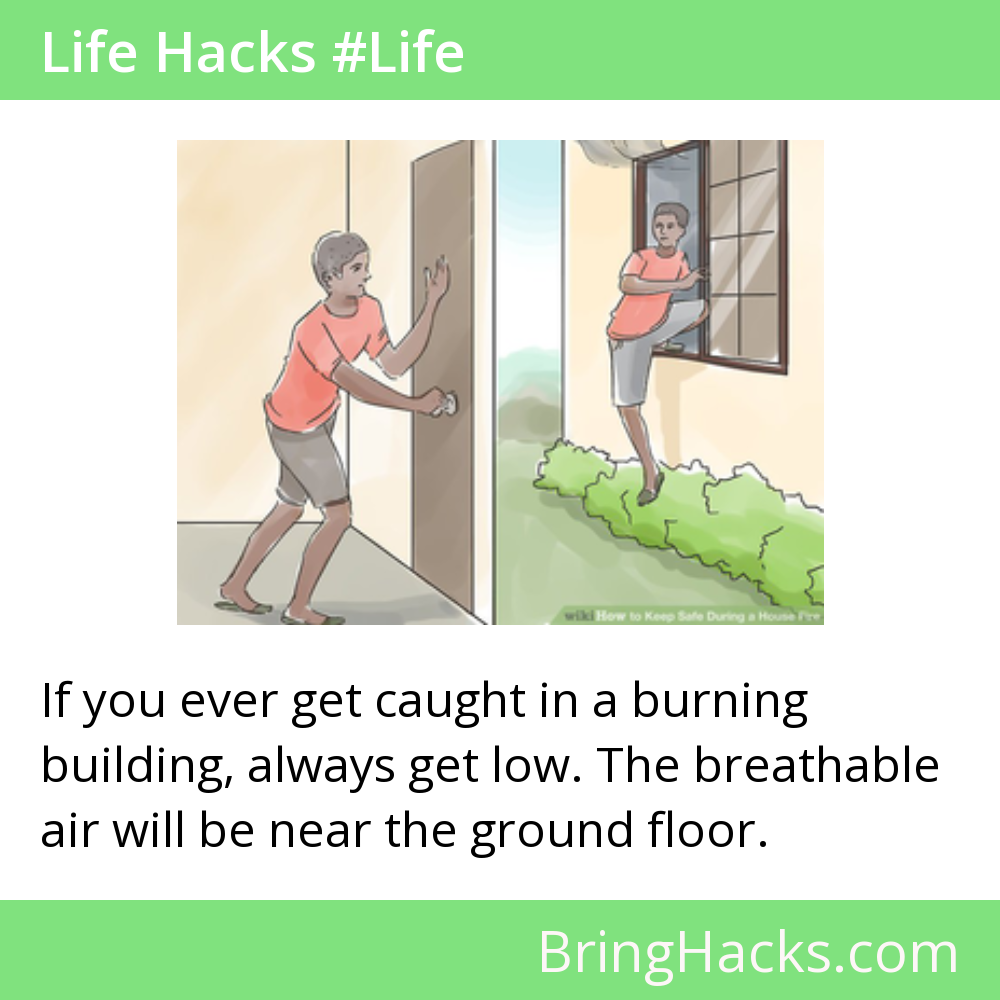 Life Hacks #Life
wikiHow to Keep Safe During a House Fire
If you ever get caught in a burning
building, always get low. The breathable
air will be near the ground floor.
BringHacks.com